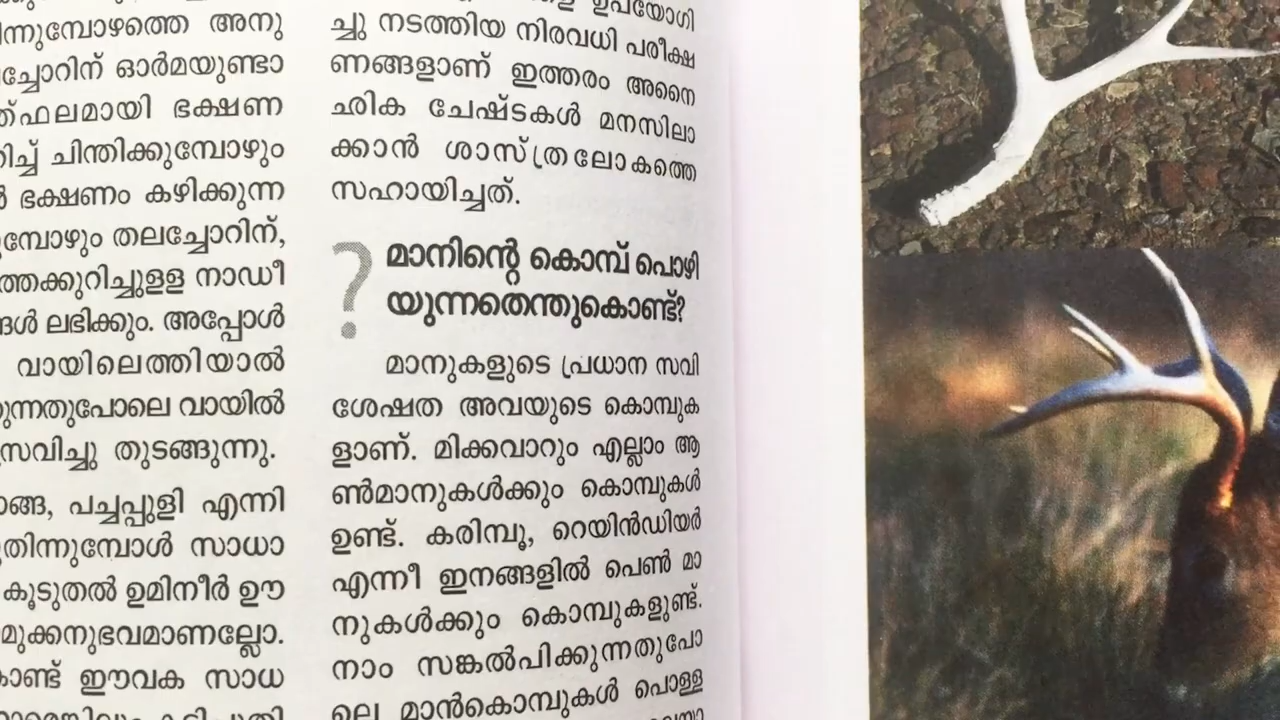 ന്നുമ്പോഴത്തെ അനു
ച്ചോറിന് ഓർമയുണ്ടാ
ത്ഫലമായി ഭക്ഷണ
ച്ച് ചിന്തിക്കുമ്പോഴും
ഭക്ഷണം കഴിക്കുന്ന
മ്പോഴും തലച്ചോറിന്,
ത്തക്കുറിച്ചുള്ള നാഡീ
ങൾ ലഭിക്കും. അപ്പോൾ
വായിലെത്തിയാൽ
ുന്നതുപോലെ വായിൽ
സവിച്ചു തുടങ്ങുന്നു.
ങ്ങ, പച്ചപ്പുളി എന്നി
തിന്നുമ്പോൾ സാധാ
കൂടുതൽ ഉമിനീർ ഊ
മുക്കനുഭവമാണല്ലോ.
കൊണ്ട് ഈവക സാധ
ഉപയോഗി
ച്ചു നടത്തിയ നിരവധി പരീക്ഷ
ണങ്ങളാണ് ഇത്തരം അനൈ
ഛിക ചേഷ്ടകൾ മനസിലാ
ക്കാൻ ശാസ്ത്രലോകത്തെ
സഹായിച്ചത്.
? മാനിന്റെ കൊമ്പ് പൊഴി
യുന്നതെന്തുകൊണ്ട്?
മാനുകളുടെ പ്രധാന സവി
ശേഷത അവയുടെ കൊമ്പുക
ളാണ്. മിക്കവാറും എല്ലാം ആ
ൺമാനുകൾക്കും കൊമ്പുകൾ
ഉണ്ട്. കരിമ്പൂ, റെയിൻഡിയർ
എന്നീ ഇനങ്ങളിൽ പെൺ മാ
നുകൾക്കും കൊമ്പുകളുണ്ട്.
നാം സങ്കൽപിക്കുന്നതുപോ
ലെ മാൻകൊമ്പുകൾ പൊള്ള